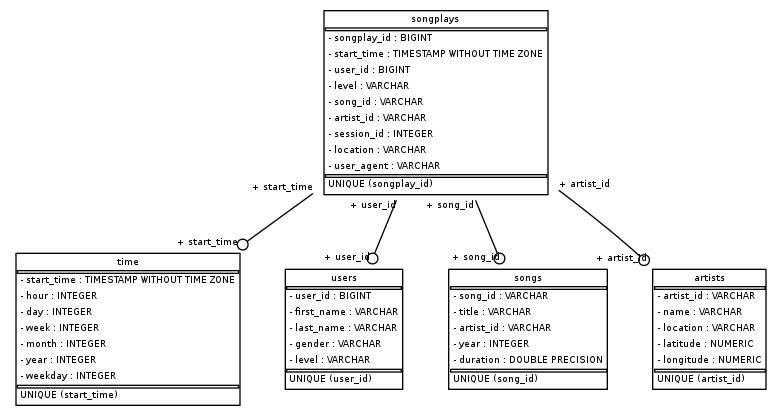 songplays
- songplay_id : BIGINT
- start_time : TIMESTAMP WITHOUT TIME ZONE
- user_id : BIGINT
- level : VARCHAR
- song_id : VARCHAR
- artist_id : VARCHAR
- session_id : INTEGER
- location : VARCHAR
- user_agent : VARCHAR
UNIQUE (songplay_id)
+ start_time
+ user_id
+ song_id
+ artist_id
+ start_time
+ user_id
+ song_id
+ artist_id
time
- start_time : TIMESTAMP WITHOUT TIME ZONE
- hour : INTEGER
- day : INTEGER
- week : INTEGER
- month : INTEGER
- year : INTEGER
- weekday : INTEGER
UNIQUE (start_time)
users
- user_id : BIGINT
- first_name : VARCHAR
- last_name : VARCHAR
- gender : VARCHAR
- level : VARCHAR
UNIQUE (user_id)
songs
- song_id : VARCHAR
- title : VARCHAR
- artist_id : VARCHAR
- year : INTEGER
- duration : DOUBLE PRECISION
UNIQUE (song_id)
artists
- artist_id : VARCHAR
- name : VARCHAR
- location : VARCHAR
- latitude : NUMERIC
- longitude : NUMERIC
UNIQUE (artist_id)